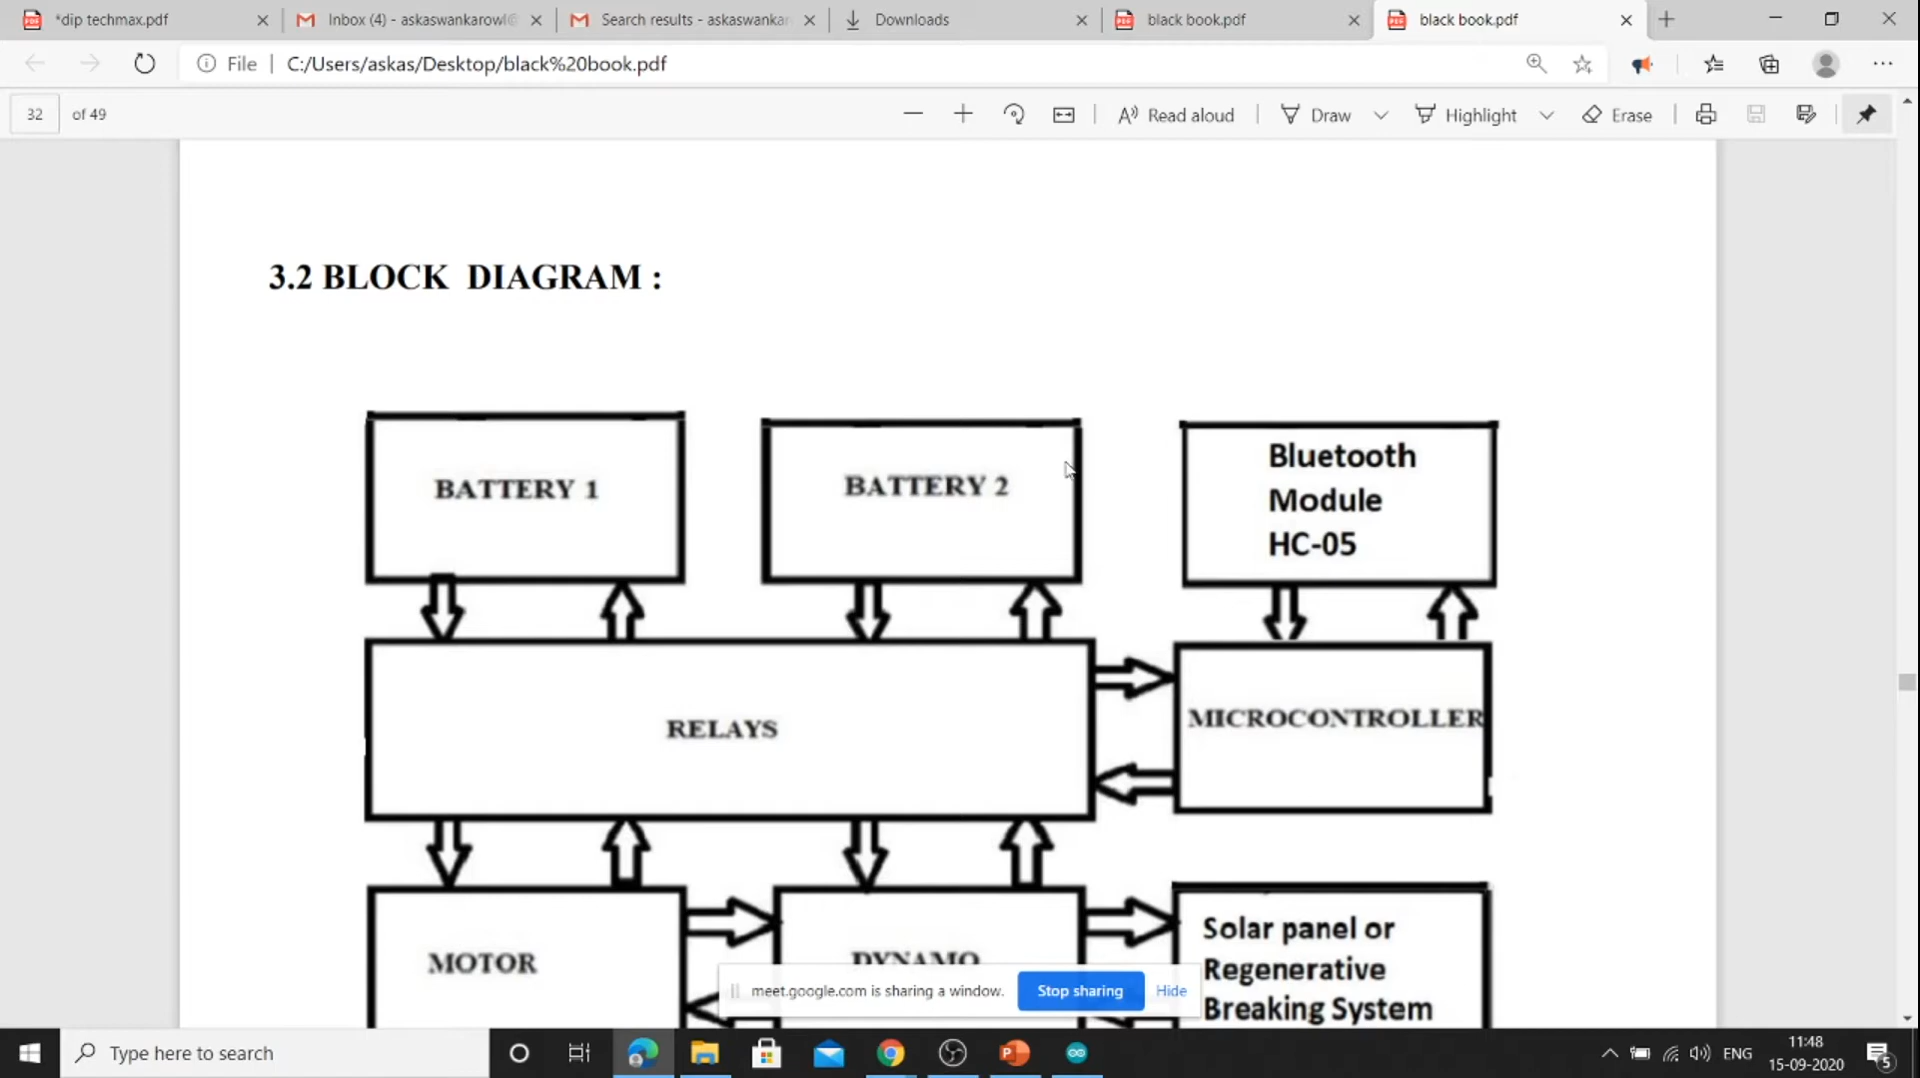 *dip techmax.pdf
Inbox (4) - askaswankarowl@
Search results - askaswankar
Downloads
black book.pdf
black book.pdf
File
C:/Users/askas/Desktop/black%20book.pdf
32
of 49
Read aloud
Draw
Highlight
Erase
3.2 BLOCK DIAGRAM :
BATTERY 1
BATTERY 2
Bluetooth
Module
HC-05
RELAYS
MICROCONTROLLER
MOTOR
DYNAMO
Solar panel or
Regenerative
Breaking System
meet.google.com is sharing a window.
Stop sharing
Hide
Type here to search
ENG
11:48
15-09-2020
5